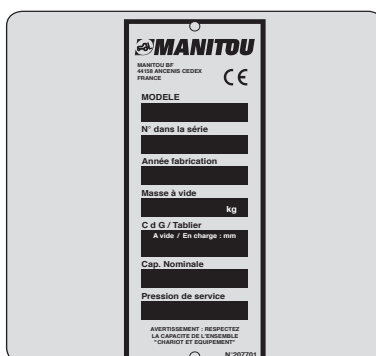 MANITOU
MANITOU BF
44158 ANCENIS CEDEX
FRANCE
CE
MODELE
N° dans la série
Année fabrication
Masse à vide
kg
C d G / Tablier
A vide / En charge : mm
Cap. Nominale
Pression de service
AVERTISSEMENT : RESPECTEZ
LA CAPACITE DE L'ENSEMBLE
"CHARIOT ET EQUIPEMENT"
N°207701